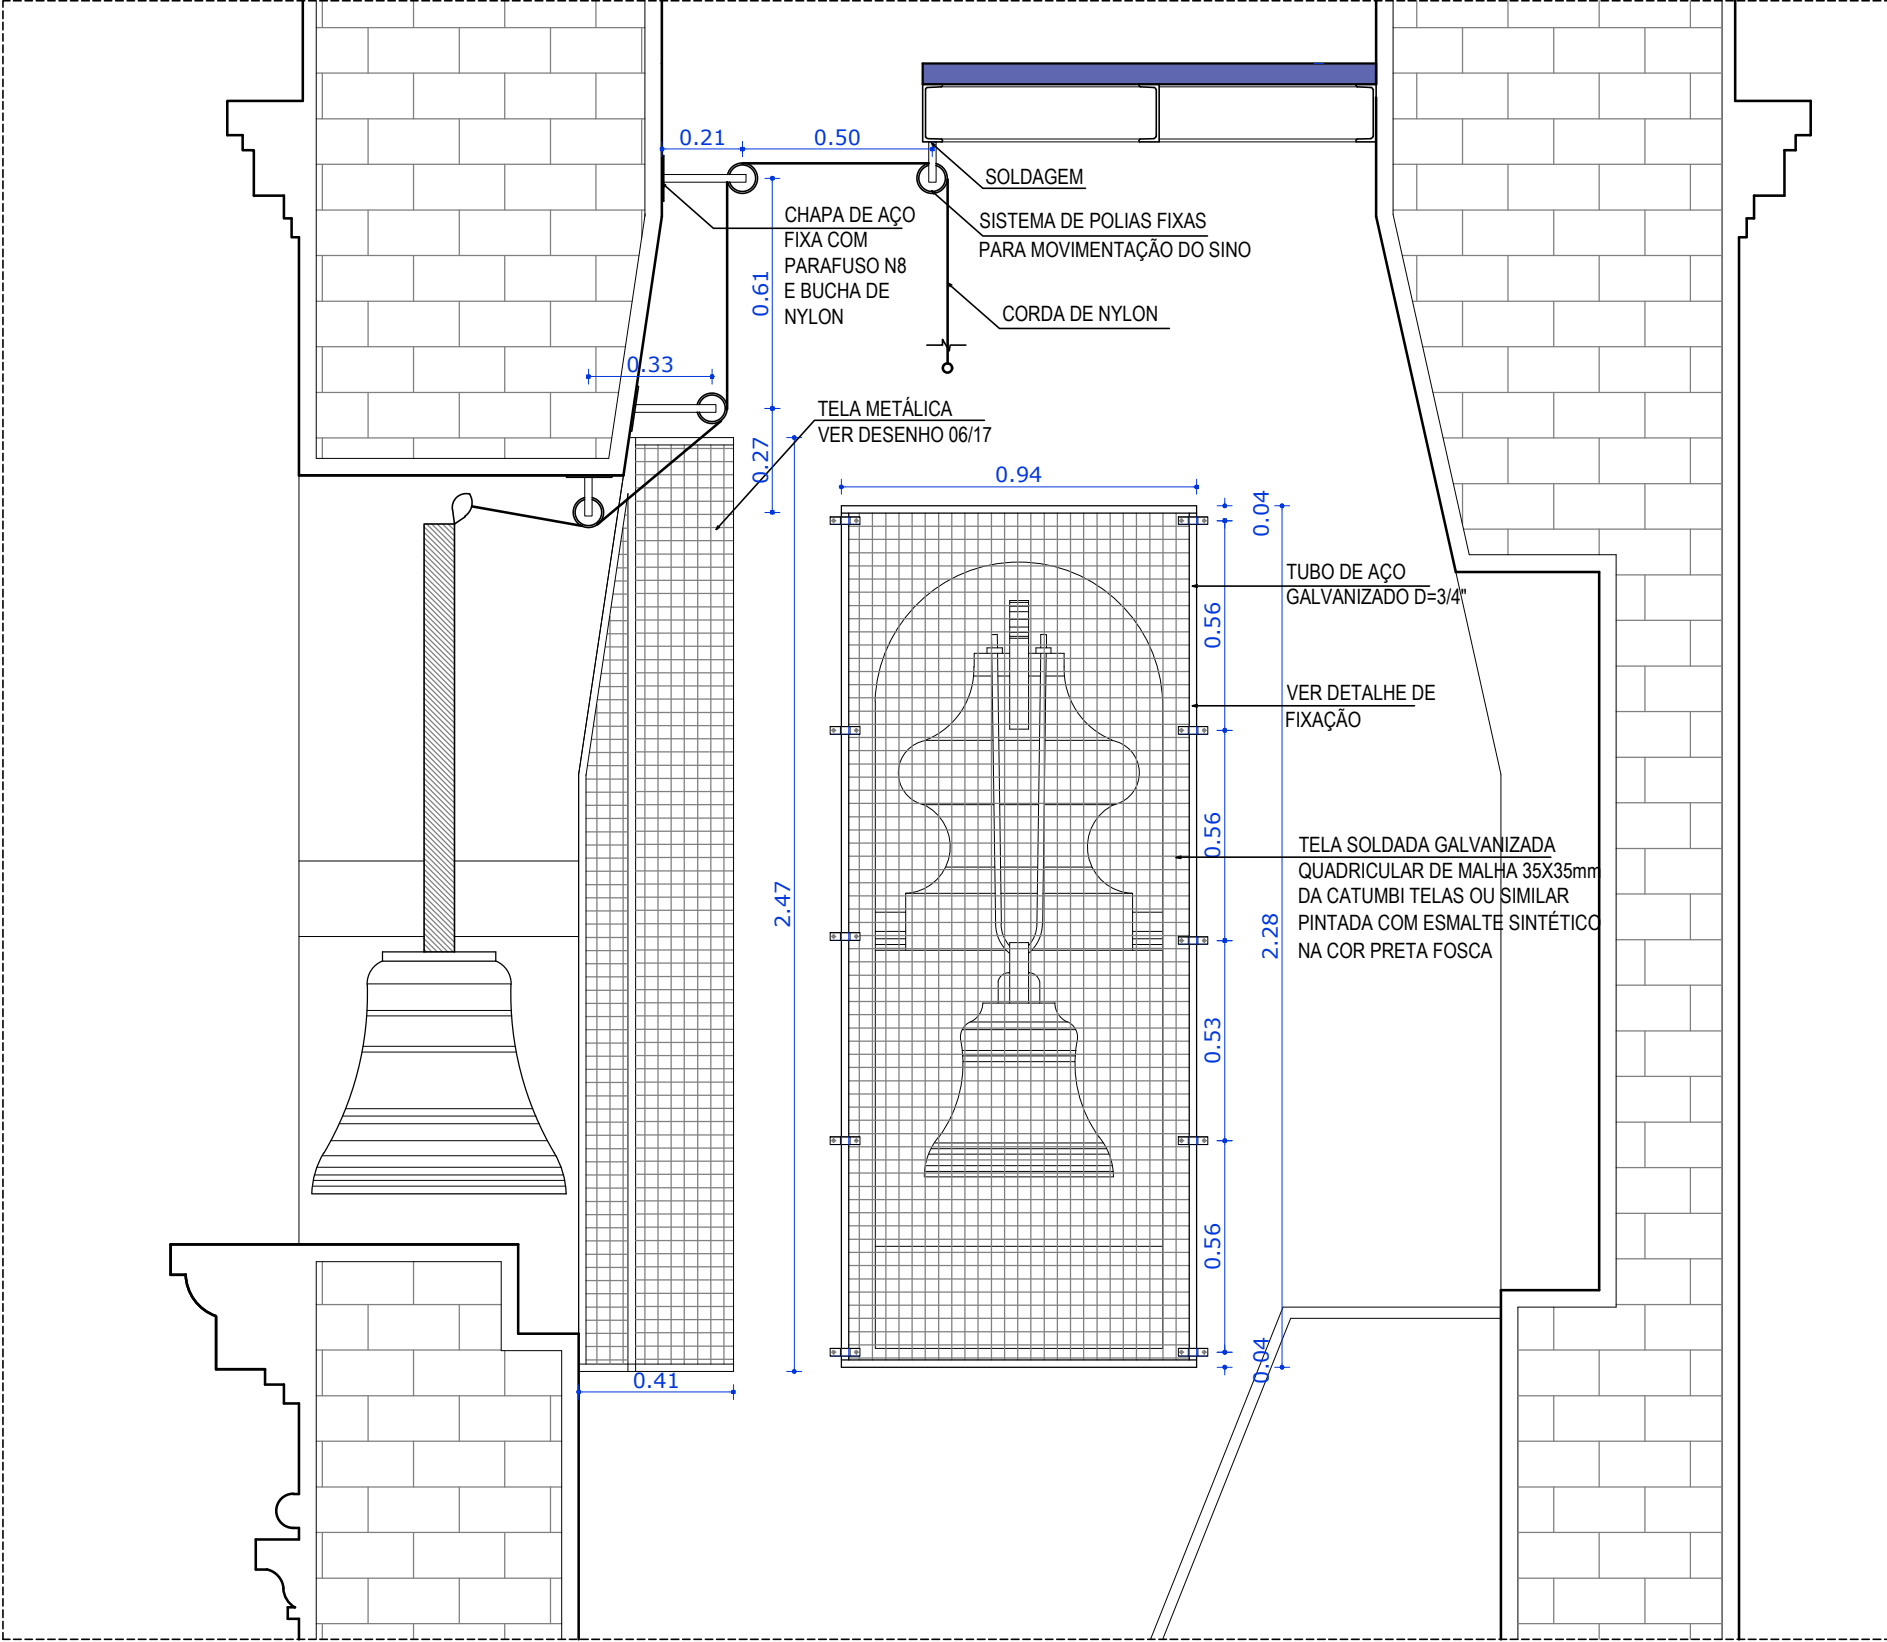 0.21
0.50
SOLDAGEM
CHAPA DE AÇO
FIXA COM
PARAFUSO N8
E BUCHA DE
NYLON
SISTEMA DE POLIAS FIXAS
PARA MOVIMENTAÇÃO DO SINO
0.61
CORDA DE NYLON
0.33
TELA METÁLICA
VER DESENHO 06/17
0.27
0.94
0.04
TUBO DE AÇO
GALVANIZADO D=3/4"
0.56
VER DETALHE DE
FIXAÇÃO
0.56
TELA SOLDADA GALVANIZADA
QUADRICULAR DE MALHA 35X35mm
DA CATUMBI TELAS OU SIMILAR
PINTADA COM ESMALTE SINTÉTICO
NA COR PRETA FOSCA
2.47
2.28
0.53
0.56
0.04
0.41